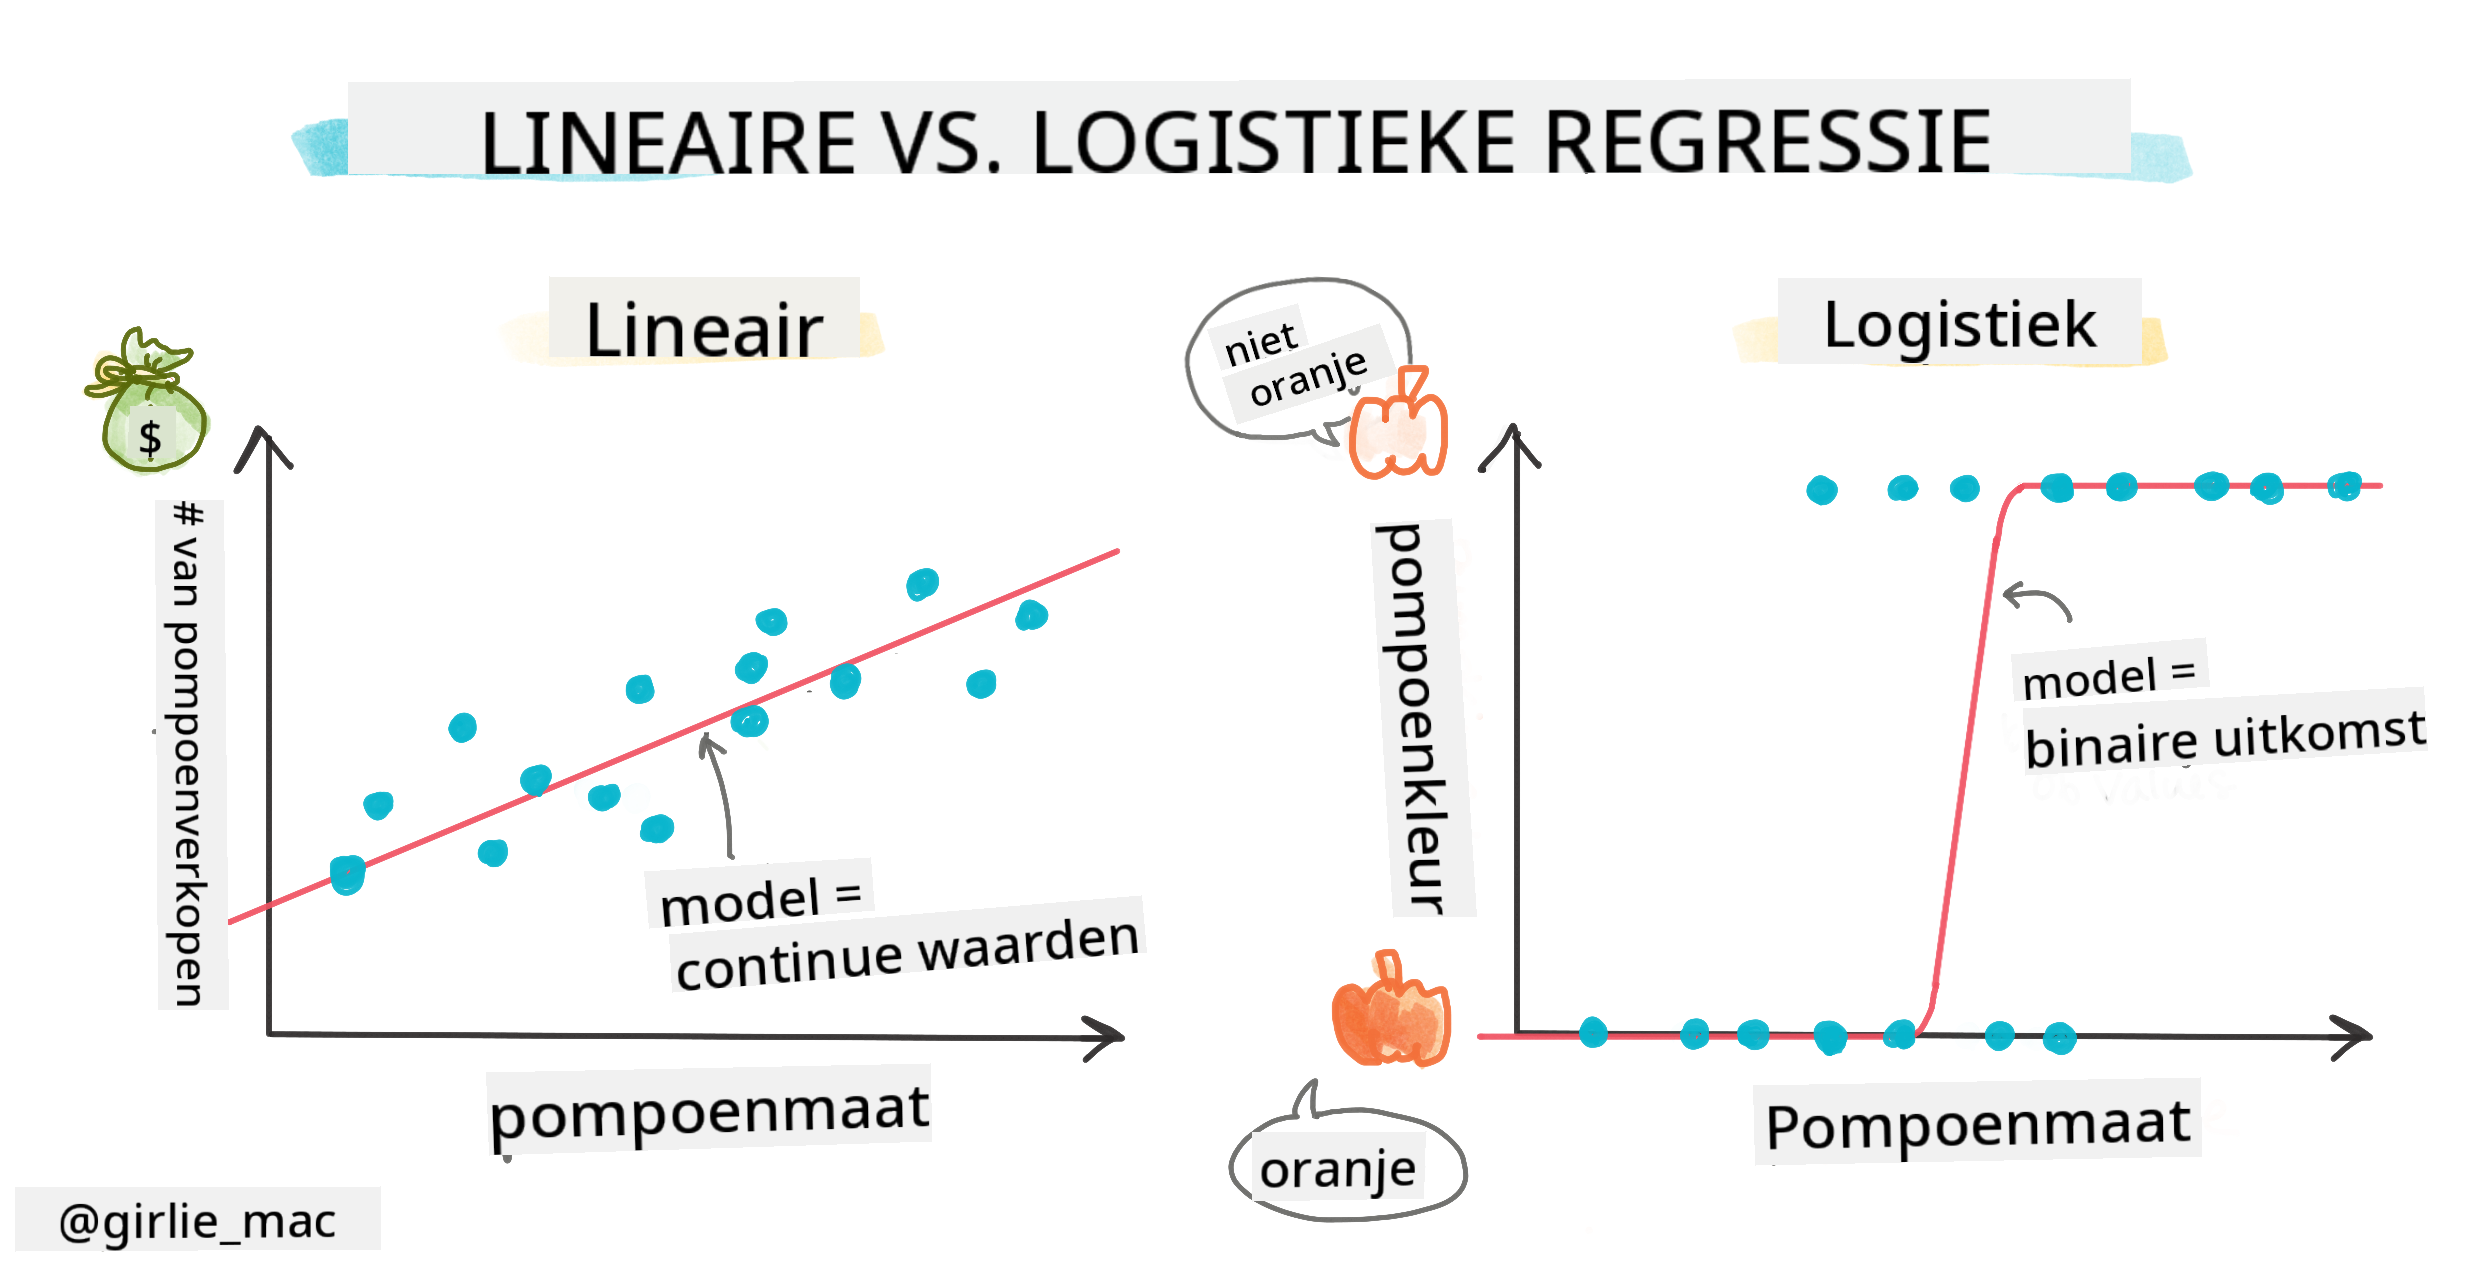 LINEAIRE VS. LOGISTIEKE REGRESSIE
Lineair
$
# van pompoenverkopen
model =
continue waarden
pompoenmaat
@girlie_mac
Logistiek
niet
oranje
pompoenkleur
model =
binaire uitkomst
oranje
Pompoenmaat